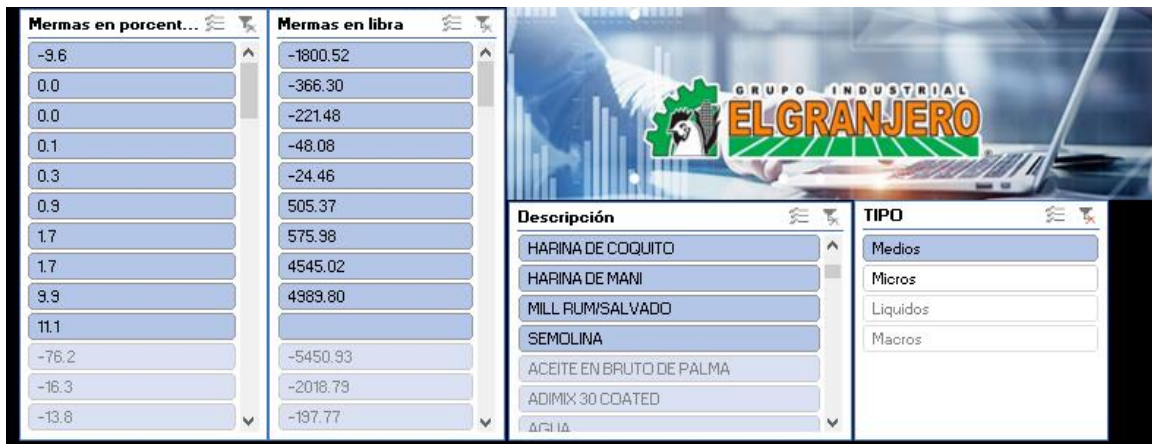 Mermas en porcent...
-9.6
0.0
0.0
0.1
0.3
0.9
1.7
1.7
9.9
11.1
-76.2
-16.3
-13.8
Mermas en libra
-1800.52
-366.30
-221.48
-48.08
-24.46
505.37
575.98
4545.02
4989.80
-5450.93
-2018.79
-197.77
GRUPO INDUSTRIAL
EL GRANJERO
Descripción
HARINA DE COQUITO
HARINA DE MANI
MILL RUM/SALVADO
SEMOLINA
ACEITE EN BRUTO DE PALMA
ADIMIX 30 COATED
AGUA
TIPO
Medios
Micros
Liquidos
Macros